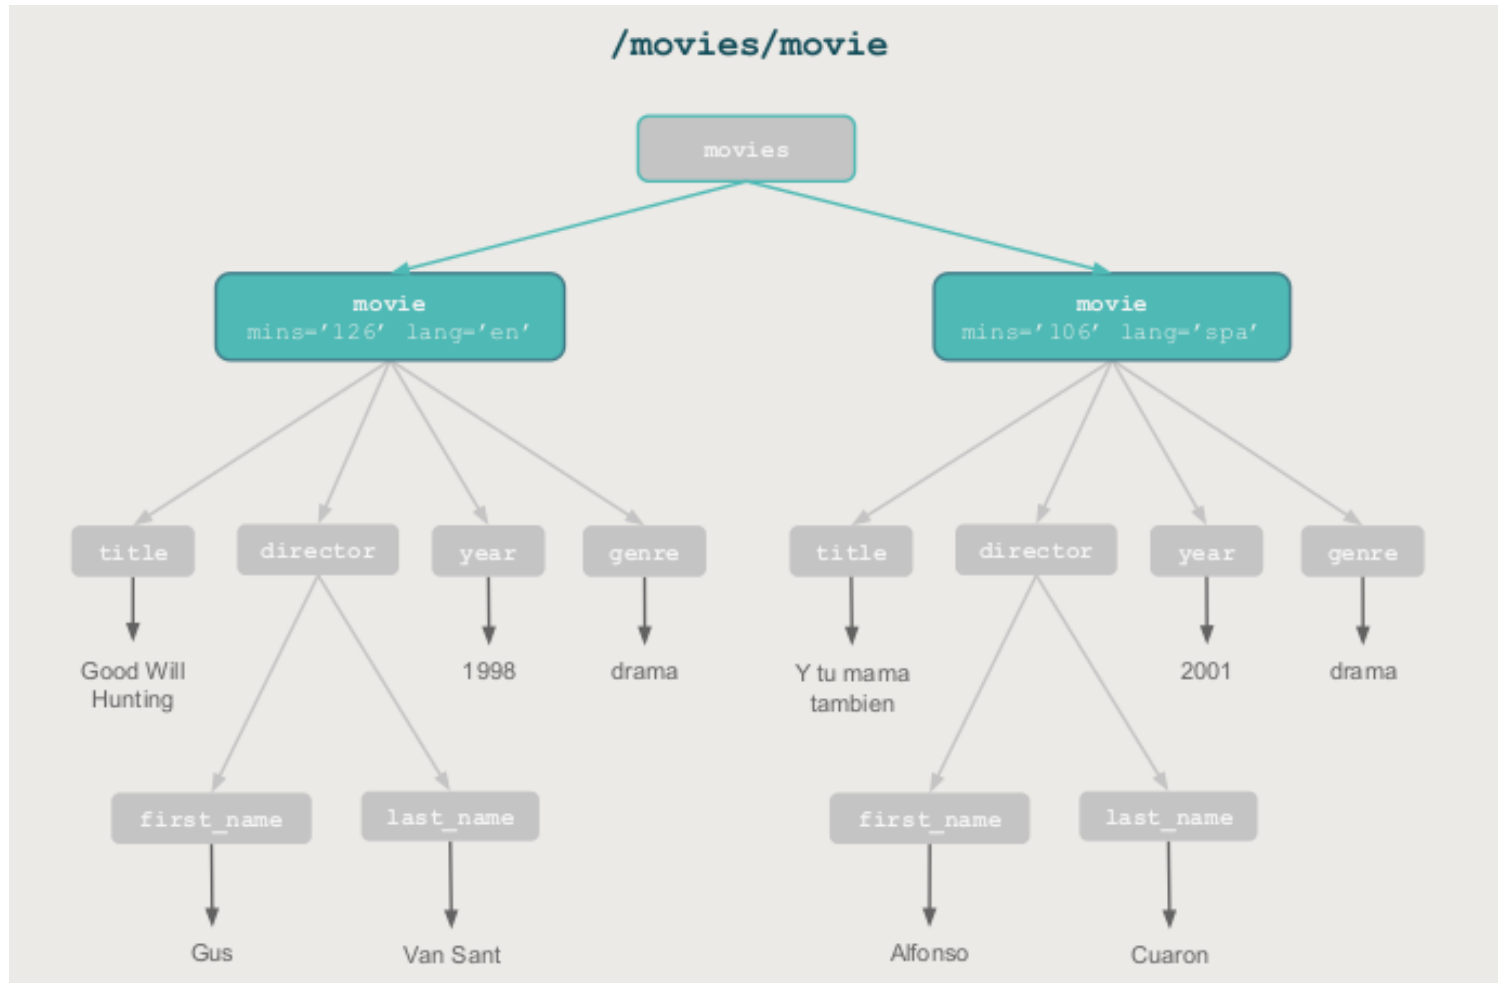 /movies/movie
movies
movie
mins=’126’ lang=’en’
movie
mins=’106’ lang=’spa’
title
director
year
genre
title
director
year
genre
Good Will
Hunting
1998
drama
Y tu mama
tambien
2001
drama
first_name
last_name
first_name
last_name
Gus
Van Sant
Alfonso
Cuaron